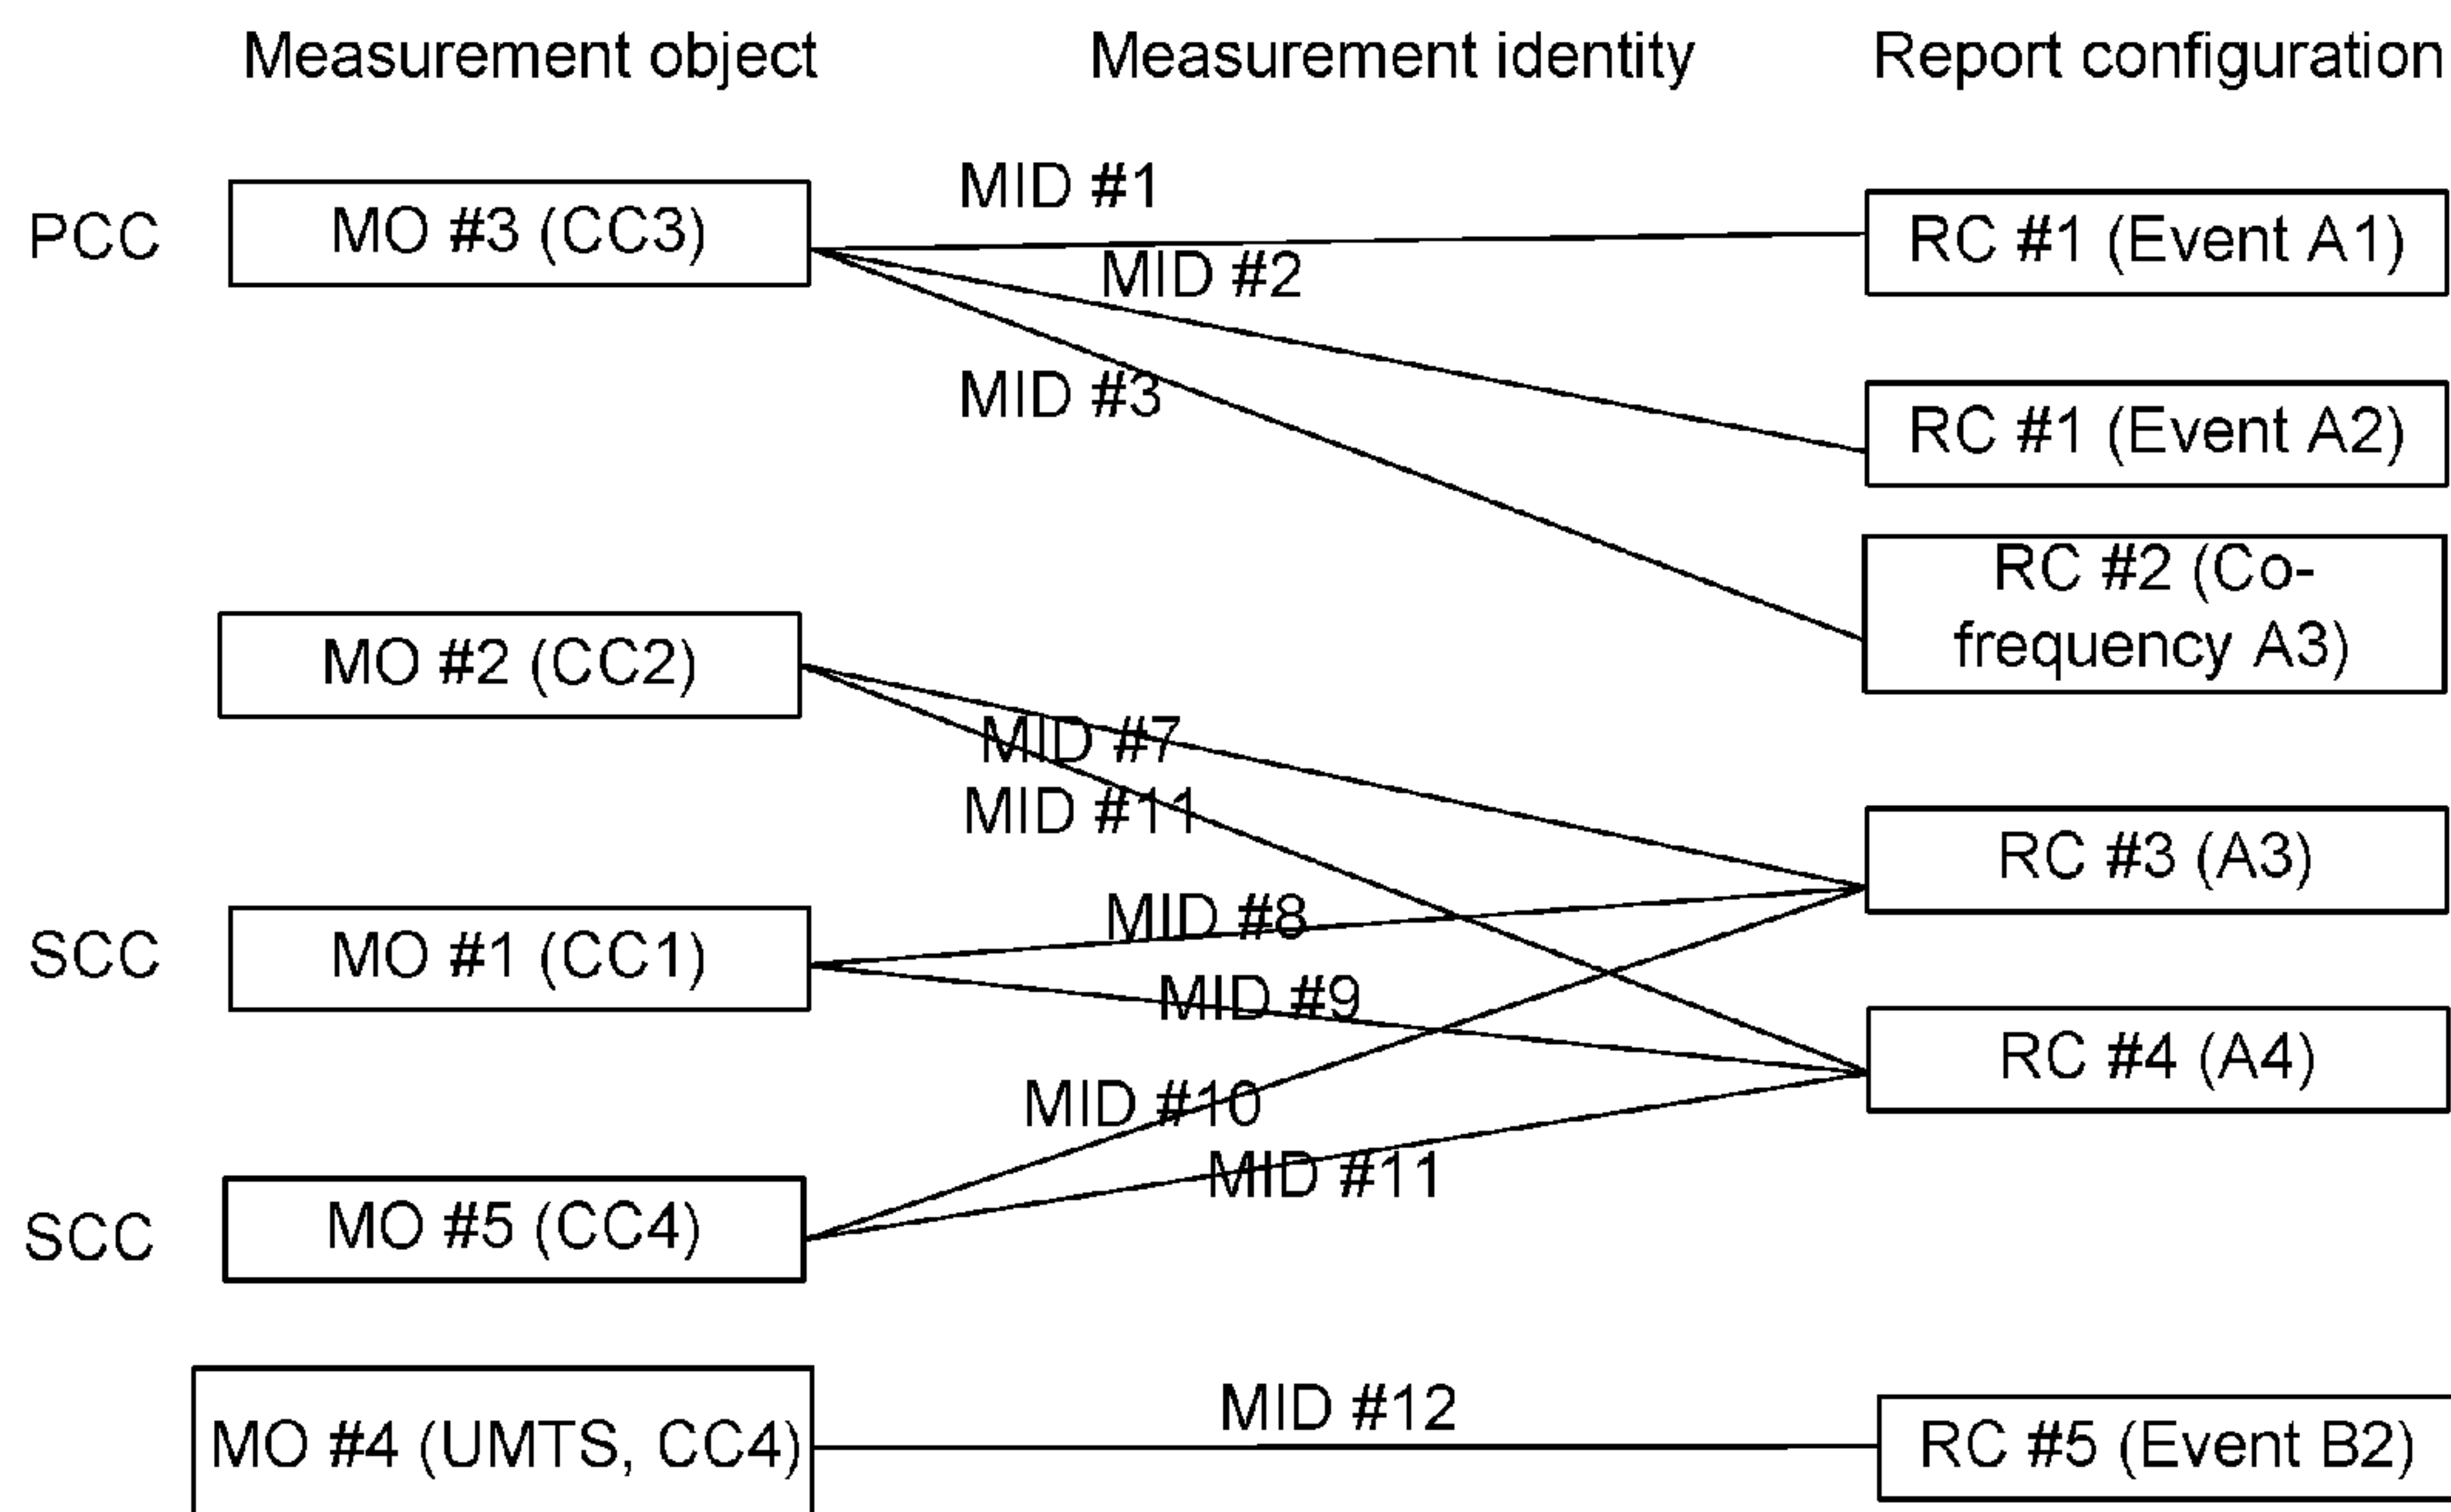 Measurement object Measurement identity Report configuration
MID #1
PCC MO #3 (CC3) RC #1 (Event A1)
MID #2
MID #3
RC #1 (Event A2)
RC #2 (Co-
frequency A3)
MO #2 (CC2)
MID #7
MID #11
RC #3 (A3)
MID #8
SCC MO #1 (CC1)
MID #9
RC #4 (A4)
MID #10
MID #11
SCC MO #5 (CC4)
MID #12
MO #4 (UMTS, CC4) RC #5 (Event B2)